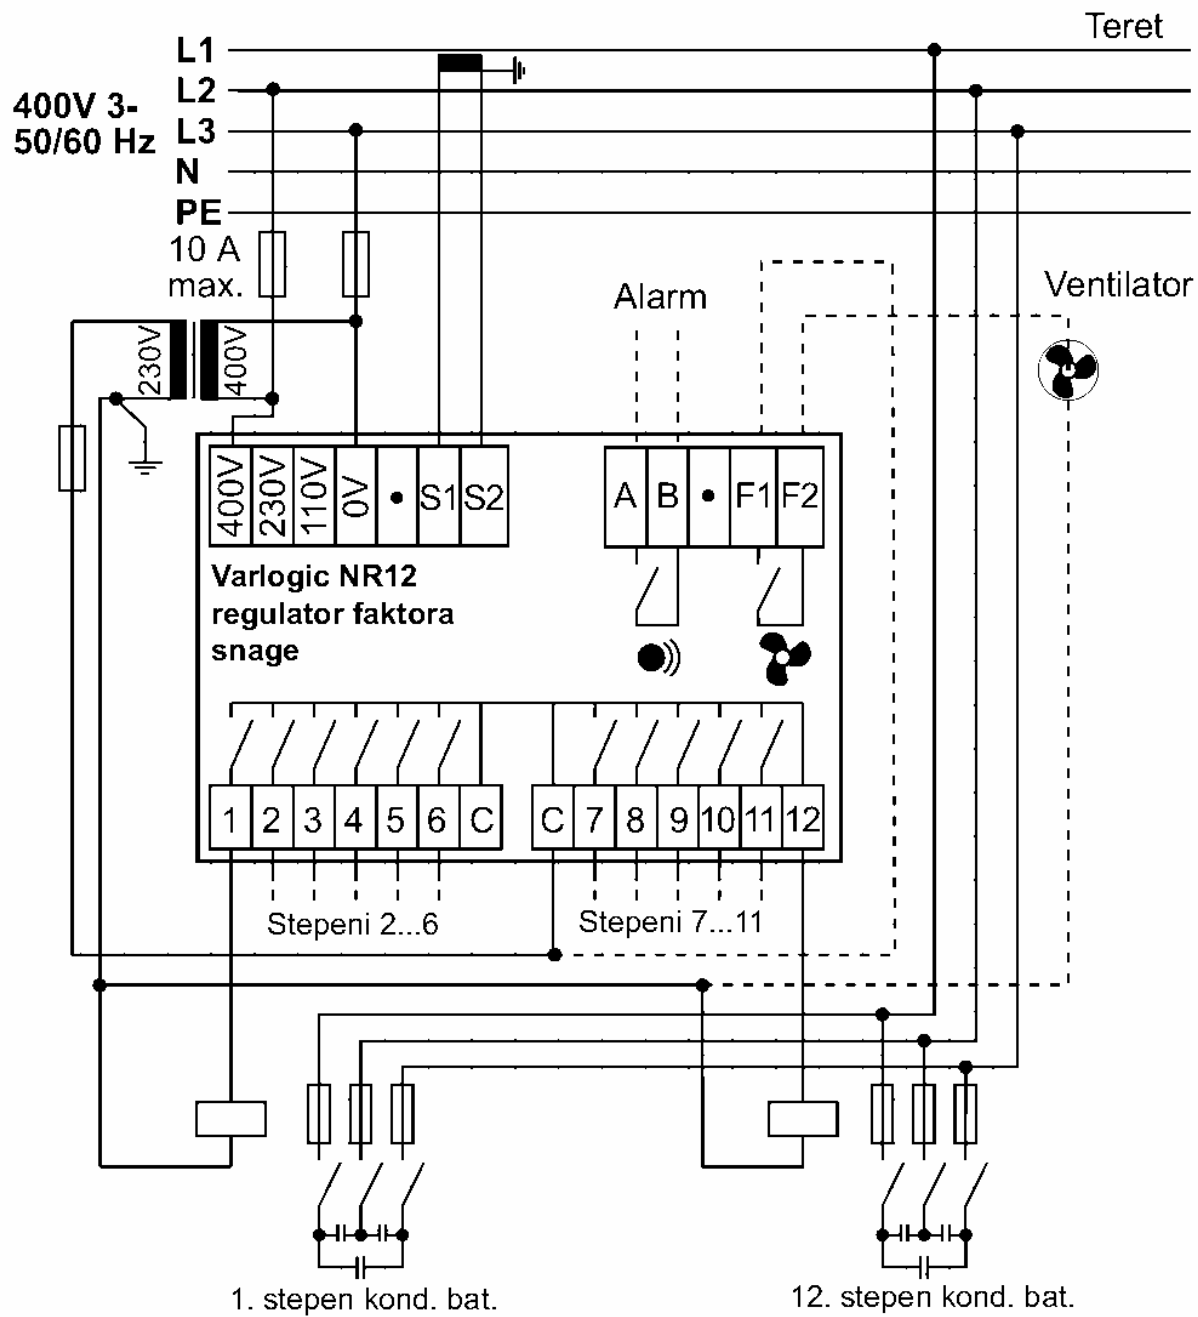 Teret
L1
L2
L3
N
PE
400V 3-
50/60 Hz
10 A
max.
230V
400V
Alarm
Ventilator
400V 230V 110V 0V • S1 S2
A B • F1 F2
Varlogic NR12
regulator faktora
snage
1 2 3 4 5 6 C
C 7 8 9 10 11 12
Stepeni 2...6
Stepeni 7...11
1. stepen kond. bat.
12. stepen kond. bat.